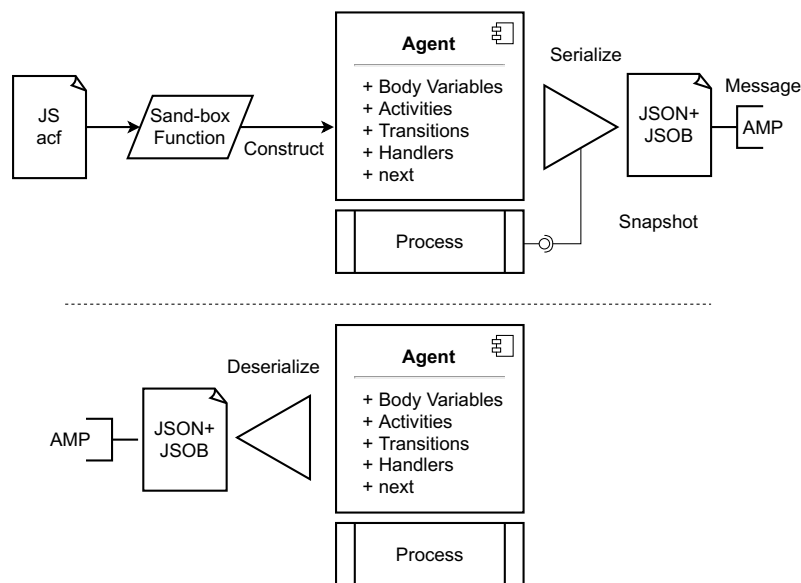 JS
acf
Sand-box
Function
Construct
Agent
+ Body Variables
+ Activities
+ Transitions
+ Handlers
+ next
Process
Serialize
JSON+
JSOB
Message
AMP
Snapshot
AMP
JSON+
JSOB
Deserialize
Agent
+ Body Variables
+ Activities
+ Transitions
+ Handlers
+ next
Process